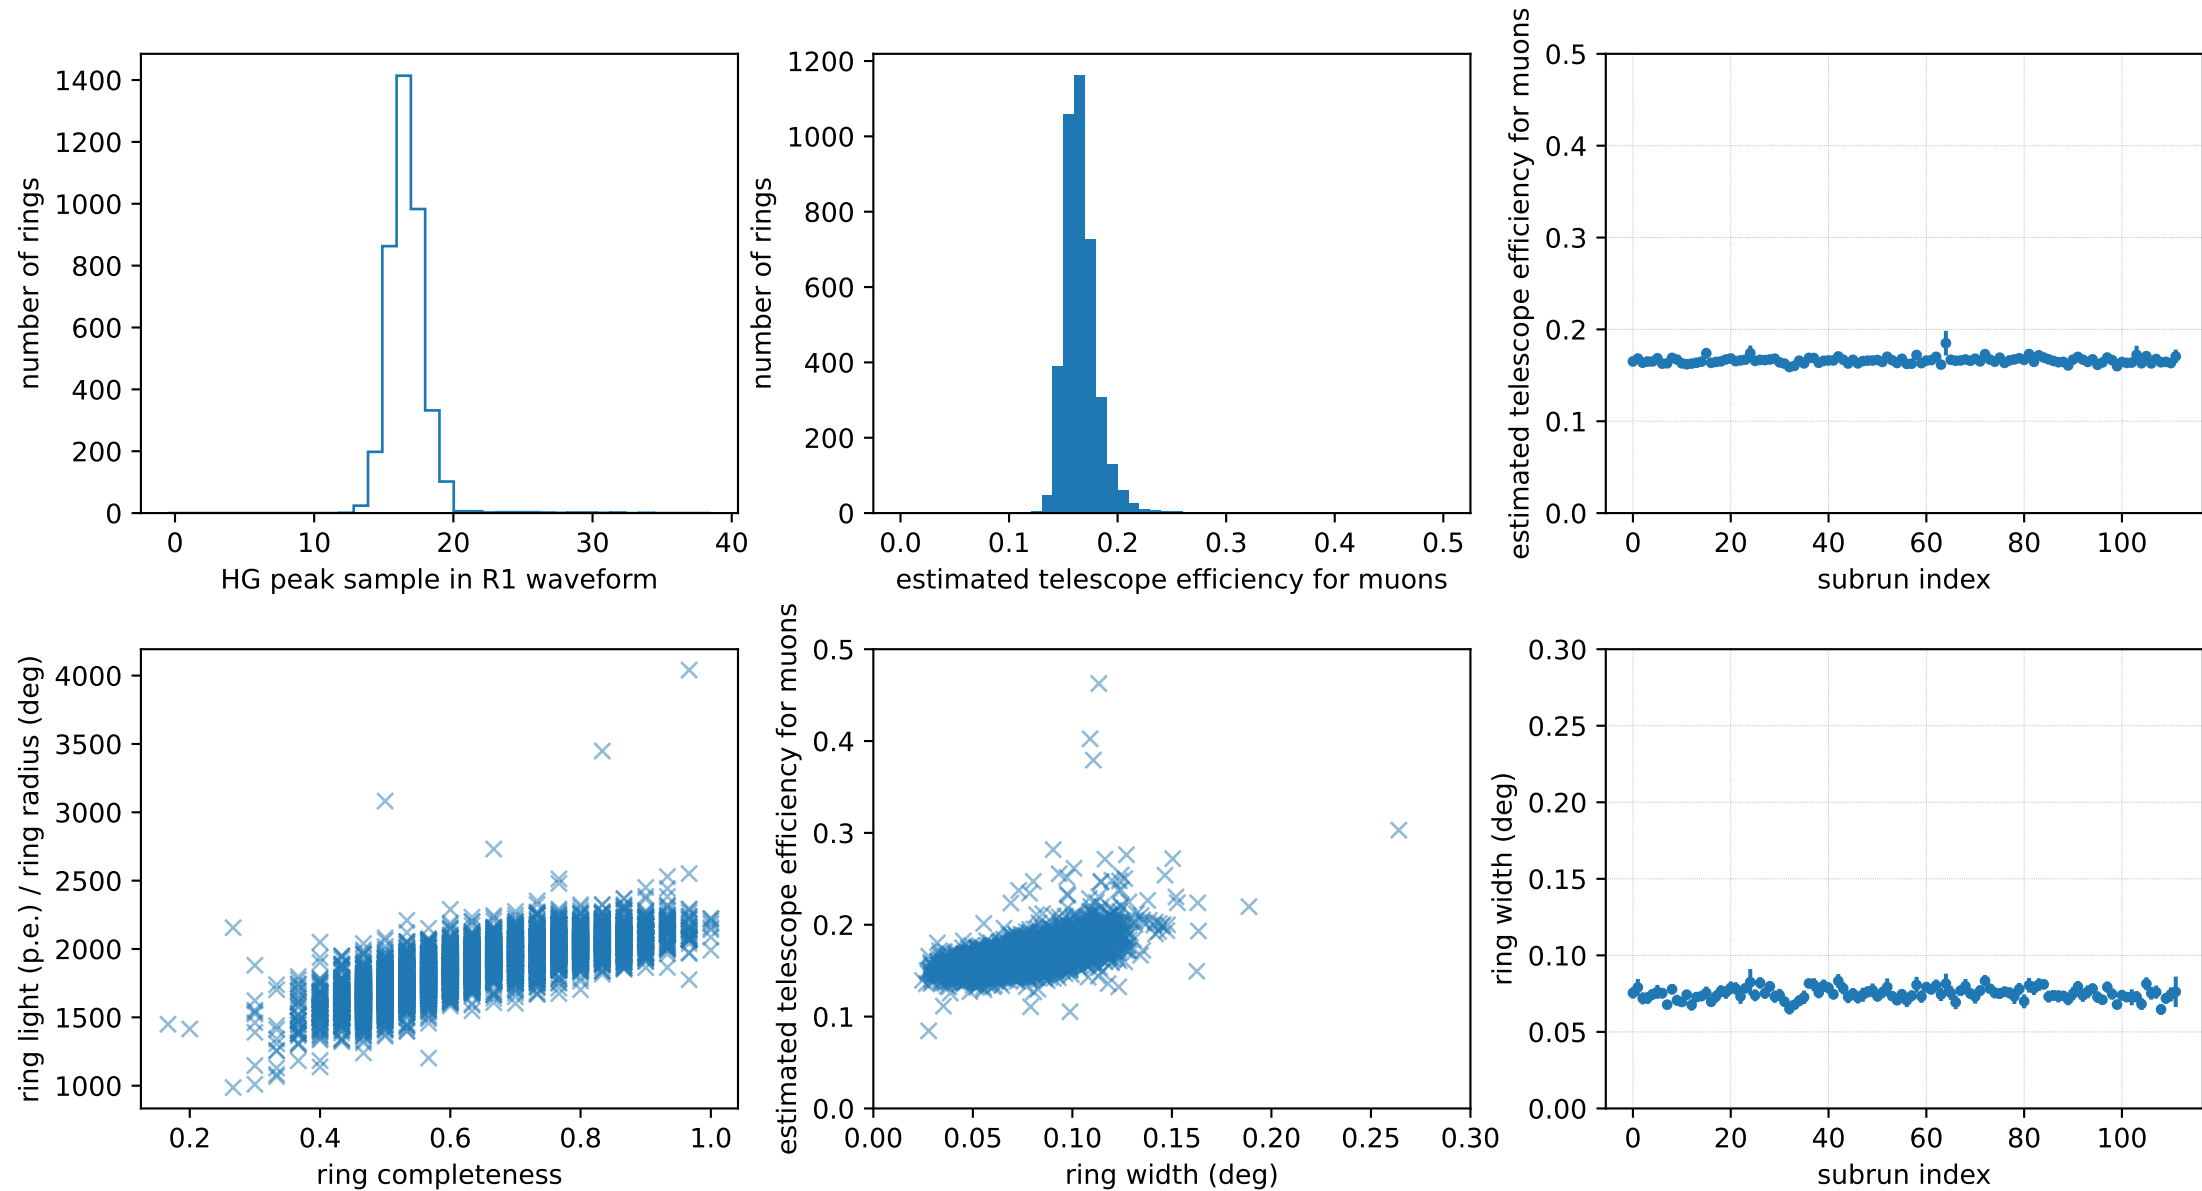 1400
1200
1000
800
600
400
200
0
number of rings
0 10 20 30 40
HG peak sample in R1 waveform
1200
1000
800
600
400
200
0
number of rings
0.0 0.1 0.2 0.3 0.4 0.5
estimated telescope efficiency for muons
0.5
0.4
0.3
0.2
0.1
0.0
estimated telescope efficiency for muons
0 20 40 60 80 100
subrun index
4000
3500
3000
2500
2000
1500
1000
ring light (p.e.) / ring radius (deg)
0.2 0.4 0.6 0.8 1.0
ring completeness
0.5
0.4
0.3
0.2
0.1
0.0
estimated telescope efficiency for muons
0.00 0.05 0.10 0.15 0.20 0.25 0.30
ring width (deg)
0.30
0.25
0.20
0.15
0.10
0.05
0.00
ring width (deg)
0 20 40 60 80 100
subrun index